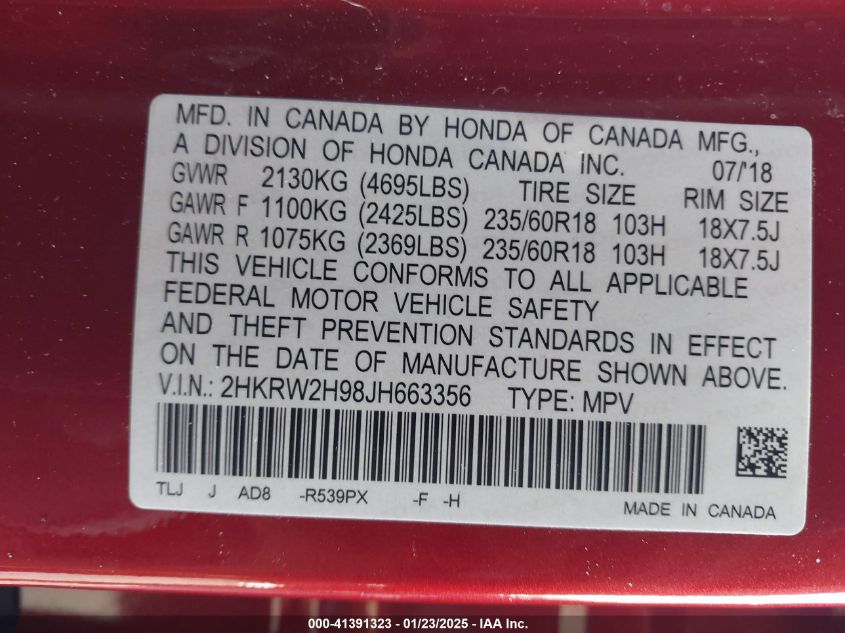 MFD. IN CANADA BY HONDA OF CANADA MFG.,
A DIVISION OF HONDA CANADA INC. 07/'18
GVWR 2130KG (4695LBS) TIRE SIZE RIM SIZE
GAWR F 1100KG (2425LBS) 235/60R18 103H 18X7.5J
GAWR R 1075KG (2369LBS) 235/60R18 103H 18X7.5J
THIS VEHICLE CONFORMS TO ALL APPLICABLE
FEDERAL MOTOR VEHICLE SAFETY
AND THEFT PREVENTION STANDARDS IN EFFECT
ON THE DATE OF MANUFACTURE SHOWN ABOVE.
V.I.N.: 2HKRW2H98JH663356 TYPE: MPV
TLJ J AD8 -R539PX -F -H MADE IN CANADA
000-41391323 - 01/23/2025 - IAA Inc.